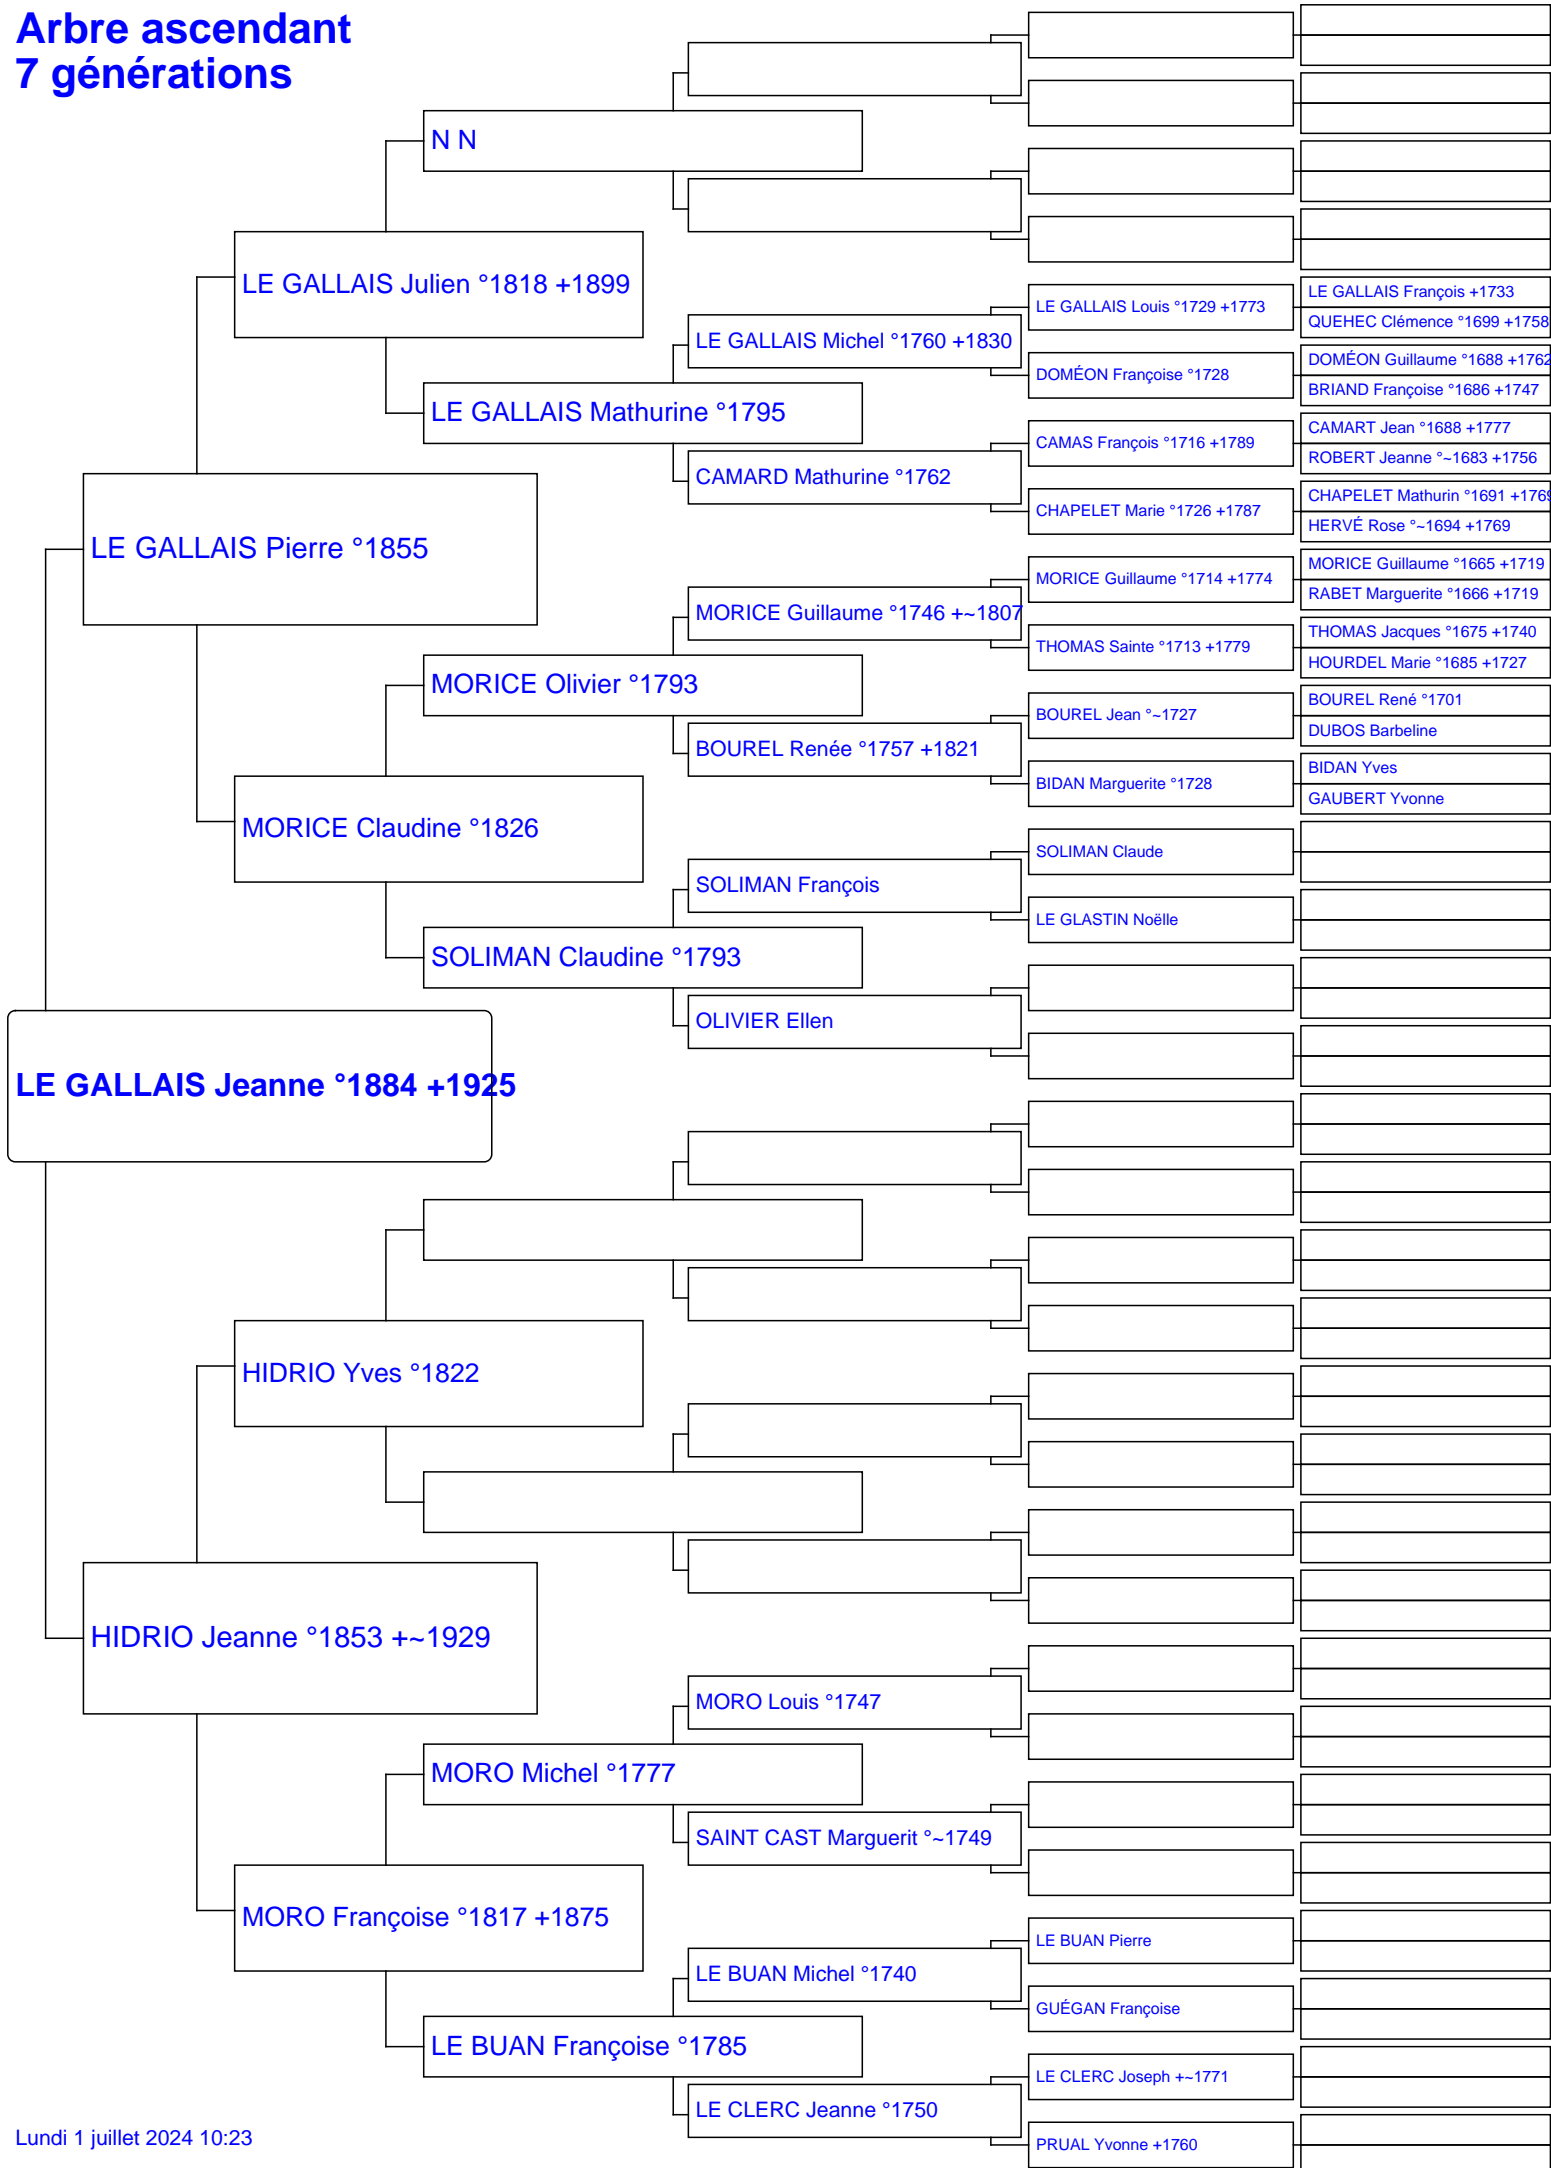 Arbre ascendant
7 générations
N N
LE GALLAIS Julien °1818 +1899
LE GALLAIS François +1733
LE GALLAIS Louis °1729 +1773
QUEHEC Clémence °1699 +1758
LE GALLAIS Michel °1760 +1830
DOMÉON Guillaume °1688 +1762
DOMÉON Françoise °1728
BRIAND Françoise °1686 +1747
LE GALLAIS Mathurine °1795
CAMART Jean °1688 +1777
CAMAS François °1716 +1789
ROBERT Jeanne °~1683 +1756
CAMARD Mathurine °1762
CHAPELET Mathurin °1691 +1769
CHAPELET Marie °1726 +1787
HERVÉ Rose °~1694 +1769
LE GALLAIS Pierre °1855
MORICE Guillaume °1665 +1719
MORICE Guillaume °1714 +1774
RABET Marguerite °1666 +1719
MORICE Guillaume °1746 +~1807
THOMAS Jacques °1675 +1740
THOMAS Sainte °1713 +1779
HOURDEL Marie °1685 +1727
MORICE Olivier °1793
BOUREL René °1701
BOUREL Jean °~1727
DUBOS Barbeline
BOUREL Renée °1757 +1821
BIDAN Yves
BIDAN Marguerite °1728
GAUBERT Yvonne
MORICE Claudine °1826
SOLIMAN Claude
SOLIMAN François
LE GLASTIN Noëlle
SOLIMAN Claudine °1793
OLIVIER Ellen
LE GALLAIS Jeanne °1884 +1925
HIDRIO Yves °1822
HIDRIO Jeanne °1853 +~1929
MORO Louis °1747
MORO Michel °1777
SAINT CAST Marguerit °~1749
MORO Françoise °1817 +1875
LE BUAN Pierre
LE BUAN Michel °1740
GUÉGAN Françoise
LE BUAN Françoise °1785
LE CLERC Joseph +~1771
LE CLERC Jeanne °1750
PRUAL Yvonne +1760
Lundi 1 juillet 2024 10:23